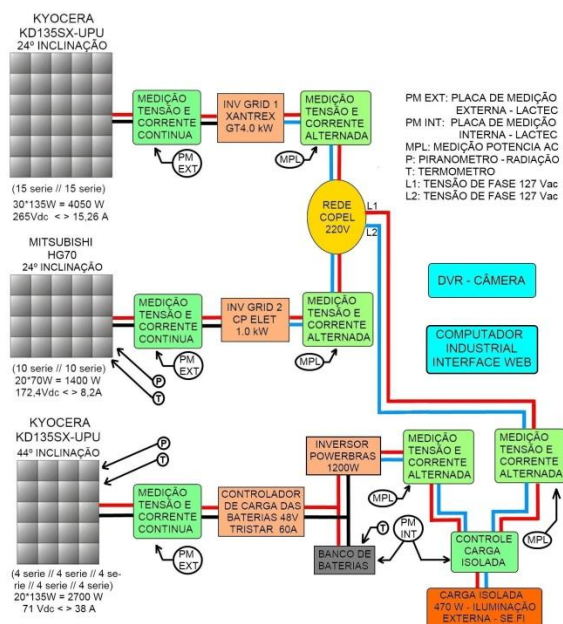 KYOCERA
KD135SX-UPU
24º INCLINAÇÃO
MEDIÇÃO
TENSÃO E
CORRENTE
CONTINUA
INV GRID 1
XANTREX
GT4.0 kW
MEDIÇÃO
TENSÃO E
CORRENTE
ALTERNADA
PM
EXT
MPL
(15 serie // 15 serie)
30*135W = 4050 W
265Vdc < > 15,26 A
PM EXT: PLACA DE MEDIÇÃO
EXTERNA - LACTEC
PM INT: PLACA DE MEDIÇÃO
INTERNA - LACTEC
MPL: MEDIÇÃO POTENCIA AC
P: PIRANOMETRO - RADIAÇÃO
T: TERMOMETRO
L1: TENSÃO DE FASE 127 Vac
L2: TENSÃO DE FASE 127 Vac
REDE
COPEL
220V
L1
L2
MITSUBISHI
HG70
24º INCLINAÇÃO
MEDIÇÃO
TENSÃO E
CORRENTE
CONTINUA
INV GRID 2
CP ELET
1.0 kW
MEDIÇÃO
TENSÃO E
CORRENTE
ALTERNADA
PM
EXT
MPL
P
T
(10 serie // 10 serie)
20*70W = 1400 W
172,4Vdc < > 8,2A
DVR - CÂMERA
COMPUTADOR
INDUSTRIAL
INTERFACE WEB
KYOCERA
KD135SX-UPU
44º INCLINAÇÃO
P
T
MEDIÇÃO
TENSÃO E
CORRENTE
CONTINUA
PM
EXT
CONTROLADOR
DE CARGA DAS
BATERIAS 48V
TRISTAR 60A
INVERSOR
POWERBRAS
1200W
MEDIÇÃO
TENSÃO E
CORRENTE
ALTERNADA
MPL
MEDIÇÃO
TENSÃO E
CORRENTE
ALTERNADA
MPL
T
PM
INT
BANCO DE
BATERIAS
CONTROLE
CARGA
ISOLADA
(4 serie // 4 serie // 4 se-
rie // 4 serie // 4 serie)
20*135W = 2700 W
71 Vdc < > 38 A
CARGA ISOLADA
470 W - ILUMINAÇÃO
EXTERNA - SE FI